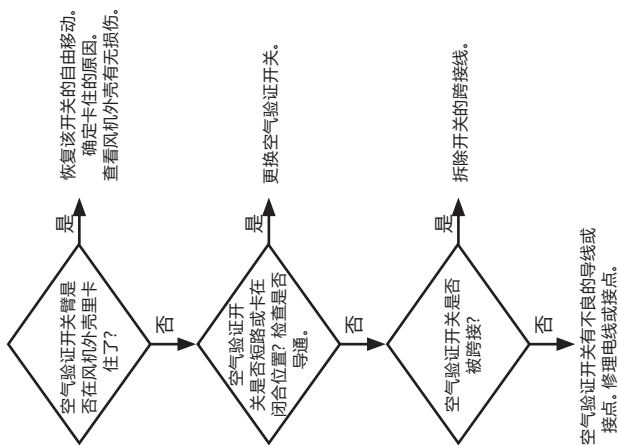 空气验证开关臂是
否在风机外壳里卡
住了？
是
恢复该开关的自由移动。
确定卡住的原因。
查看风机外壳有无损伤。
否
空气验证开
关是否短路或卡在
闭合位置？检查是否
导通。
是
更换空气验证开关。
否
空气验证开关是否
被跨接？
是
拆除开关的跨接线。
否
空气验证开关有不良的导线或
接点。修理电线或接点。